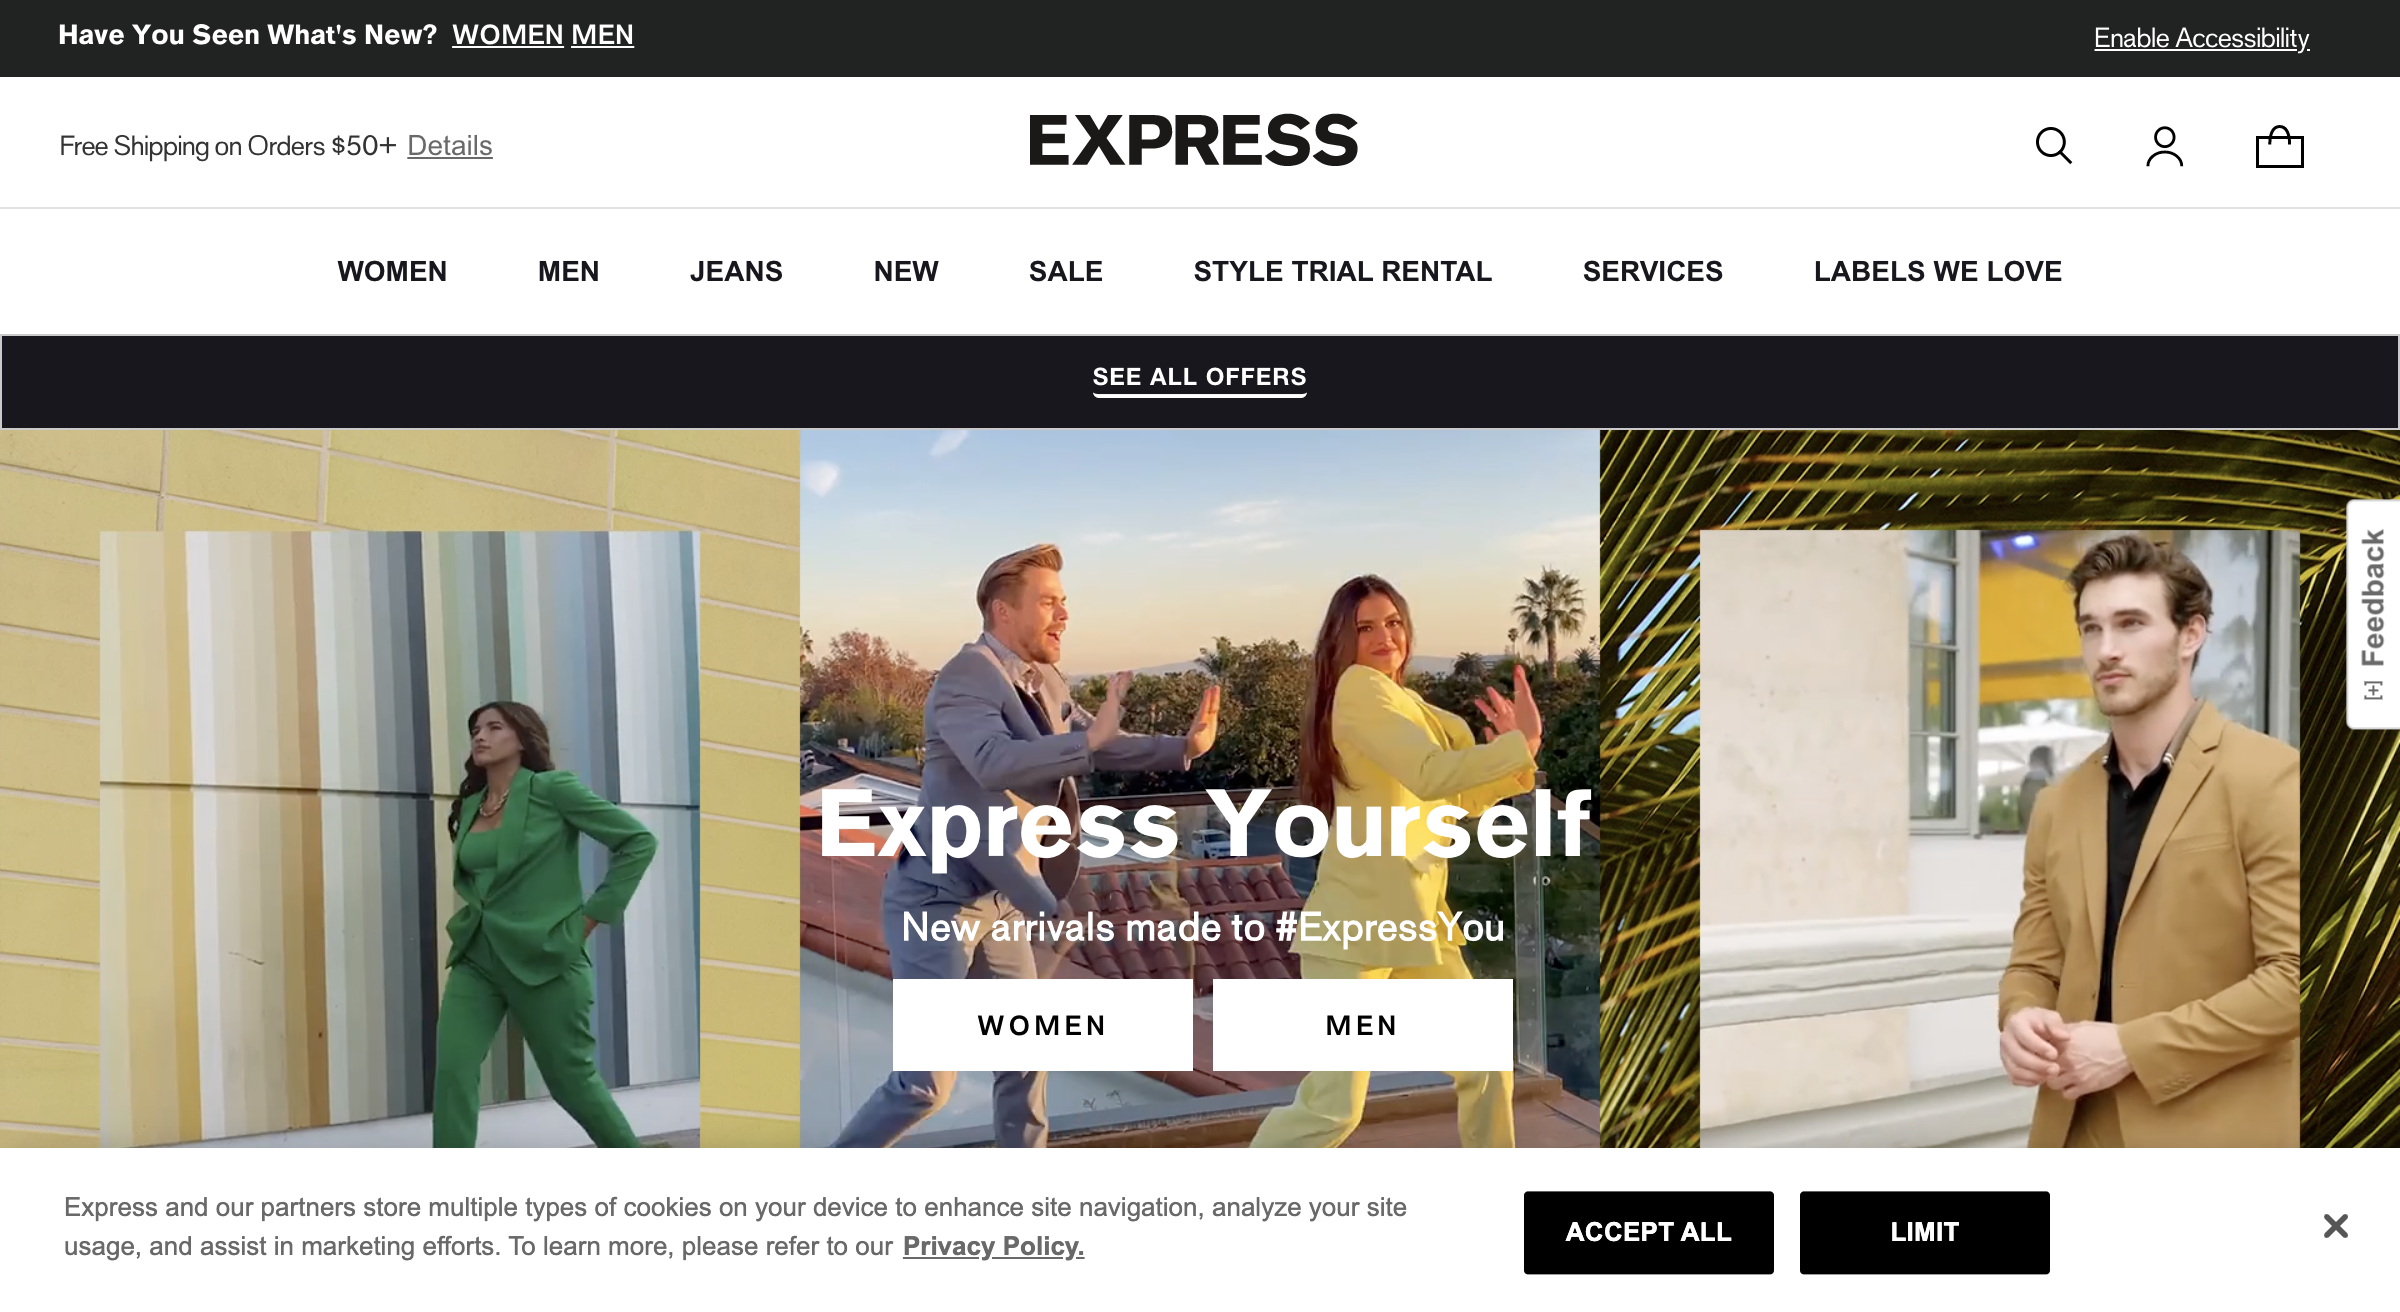 Have You Seen What's New? WOMEN MEN
Enable Accessibility
Free Shipping on Orders $50+ Details
EXPRESS
WOMEN MEN JEANS NEW SALE STYLE TRIAL RENTAL SERVICES LABELS WE LOVE
SEE ALL OFFERS
[+] Feedback
Express Yourself
New arrivals made to #ExpressYou
WOMEN
MEN
Express and our partners store multiple types of cookies on your device to enhance site navigation, analyze your site
usage, and assist in marketing efforts. To learn more, please refer to our Privacy Policy.
ACCEPT ALL
LIMIT